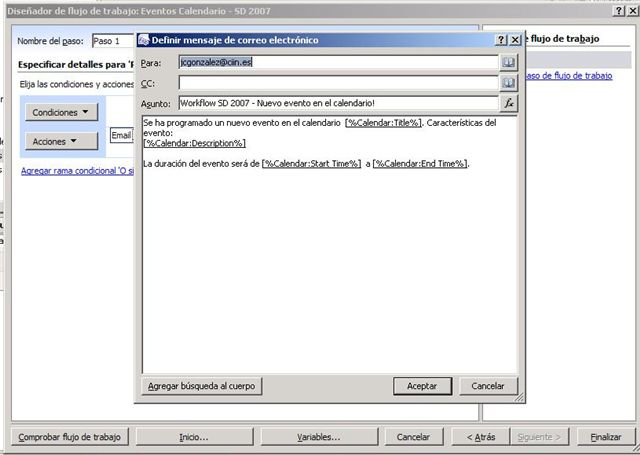 Diseñador de flujo de trabajo: Eventos Calendario - SD 2007
Nombre del paso: Paso 1
Especificar detalles para 'P
Elija las condiciones y acciones
Condiciones
Acciones
Email
Agregar rama condicional 'O si
de flujo de trabajo
aso de flujo de trabajo
Definir mensaje de correo electrónico
Para: jcgonzalez@ciin.es
CC:
Asunto: Workflow SD 2007 - Nuevo evento en el calendario!
Se ha programado un nuevo evento en el calendario [%Calendar:Title%]. Características del
evento:
[%Calendar:Description%]
La duración del evento será de [%Calendar:Start Time%] a [%Calendar:End Time%].
Agregar búsqueda al cuerpo
Aceptar
Cancelar
Comprobar flujo de trabajo
Inicio...
Variables...
Cancelar
< Atrás
Siguiente >
Finalizar